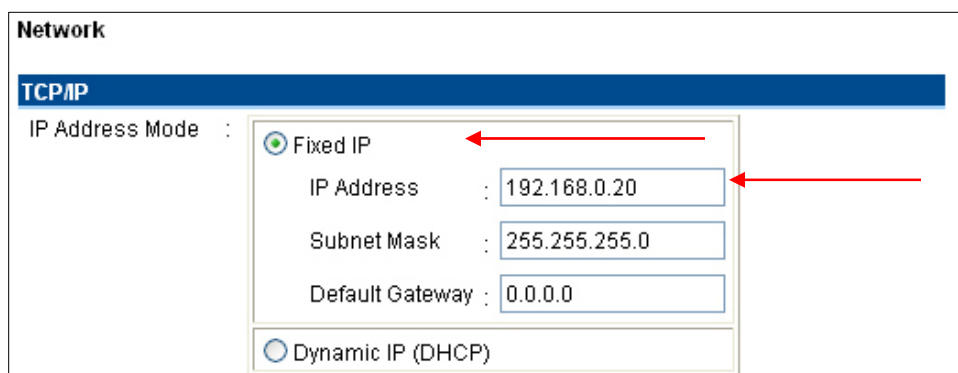 Network
TCP/IP
IP Address Mode :
Fixed IP
IP Address : 192.168.0.20
Subnet Mask : 255.255.255.0
Default Gateway : 0.0.0.0
Dynamic IP (DHCP)